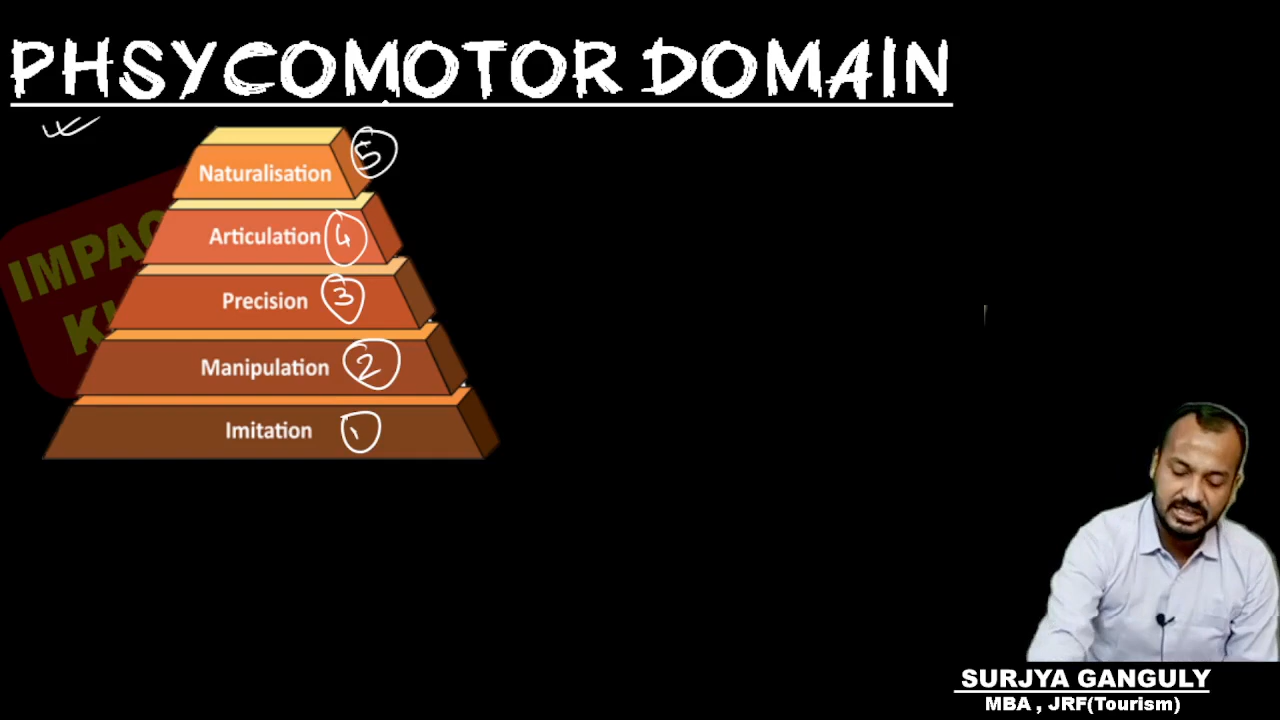 PHSYCOMOTOR DOMAIN
Naturalisation 5
Articulation 4
Precision 3
Manipulation 2
Imitation 1
SURJYA GANGULY
MBA , JRF(Tourism)